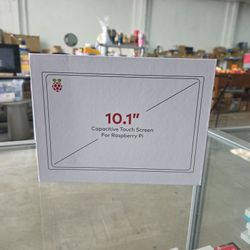 10.1"
Capacitive Touch Screen
For Raspberry Pi